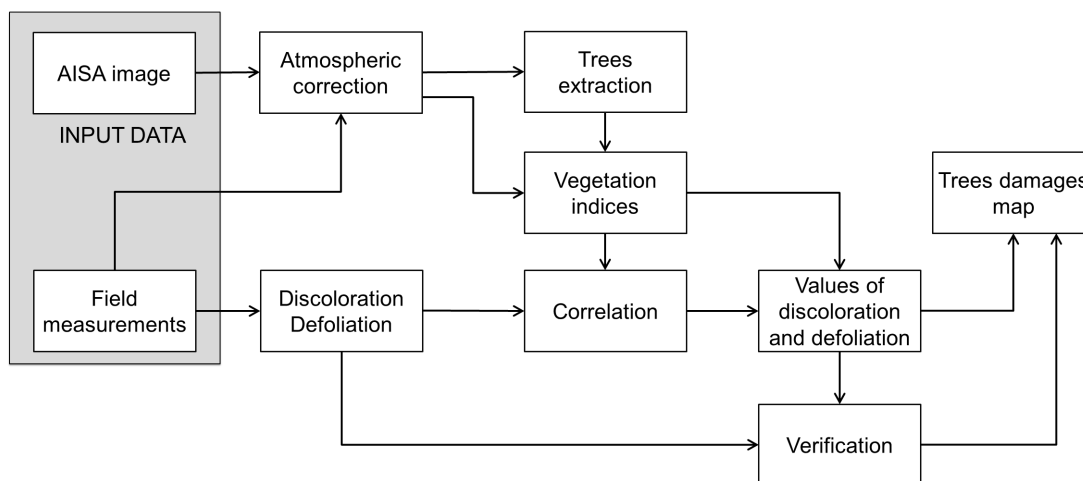 AISA image
INPUT DATA
Field
measurements
Atmospheric
correction
Discoloration
Defoliation
Trees
extraction
Vegetation
indices
Correlation
Values of
discoloration
and defoliation
Verification
Trees damages
map